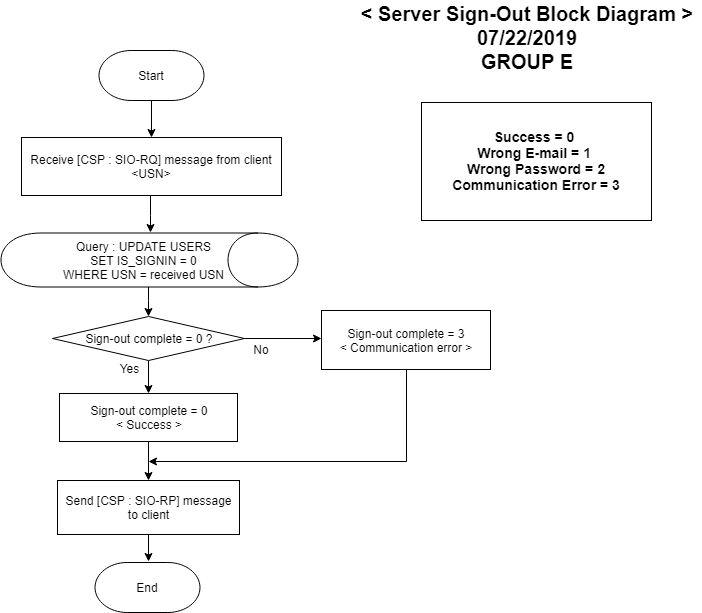 < Server Sign-Out Block Diagram >
07/22/2019
GROUP E
Start
Success = 0
Wrong E-mail = 1
Wrong Password = 2
Communication Error = 3
Receive [CSP : SIO-RQ] message from client
<USN>
Query : UPDATE USERS
SET IS_SIGNIN = 0
WHERE USN = received USN
Sign-out complete = 0 ?
No
Sign-out complete = 3
< Communication error >
Yes
Sign-out complete = 0
< Success >
Send [CSP : SIO-RP] message
to client
End